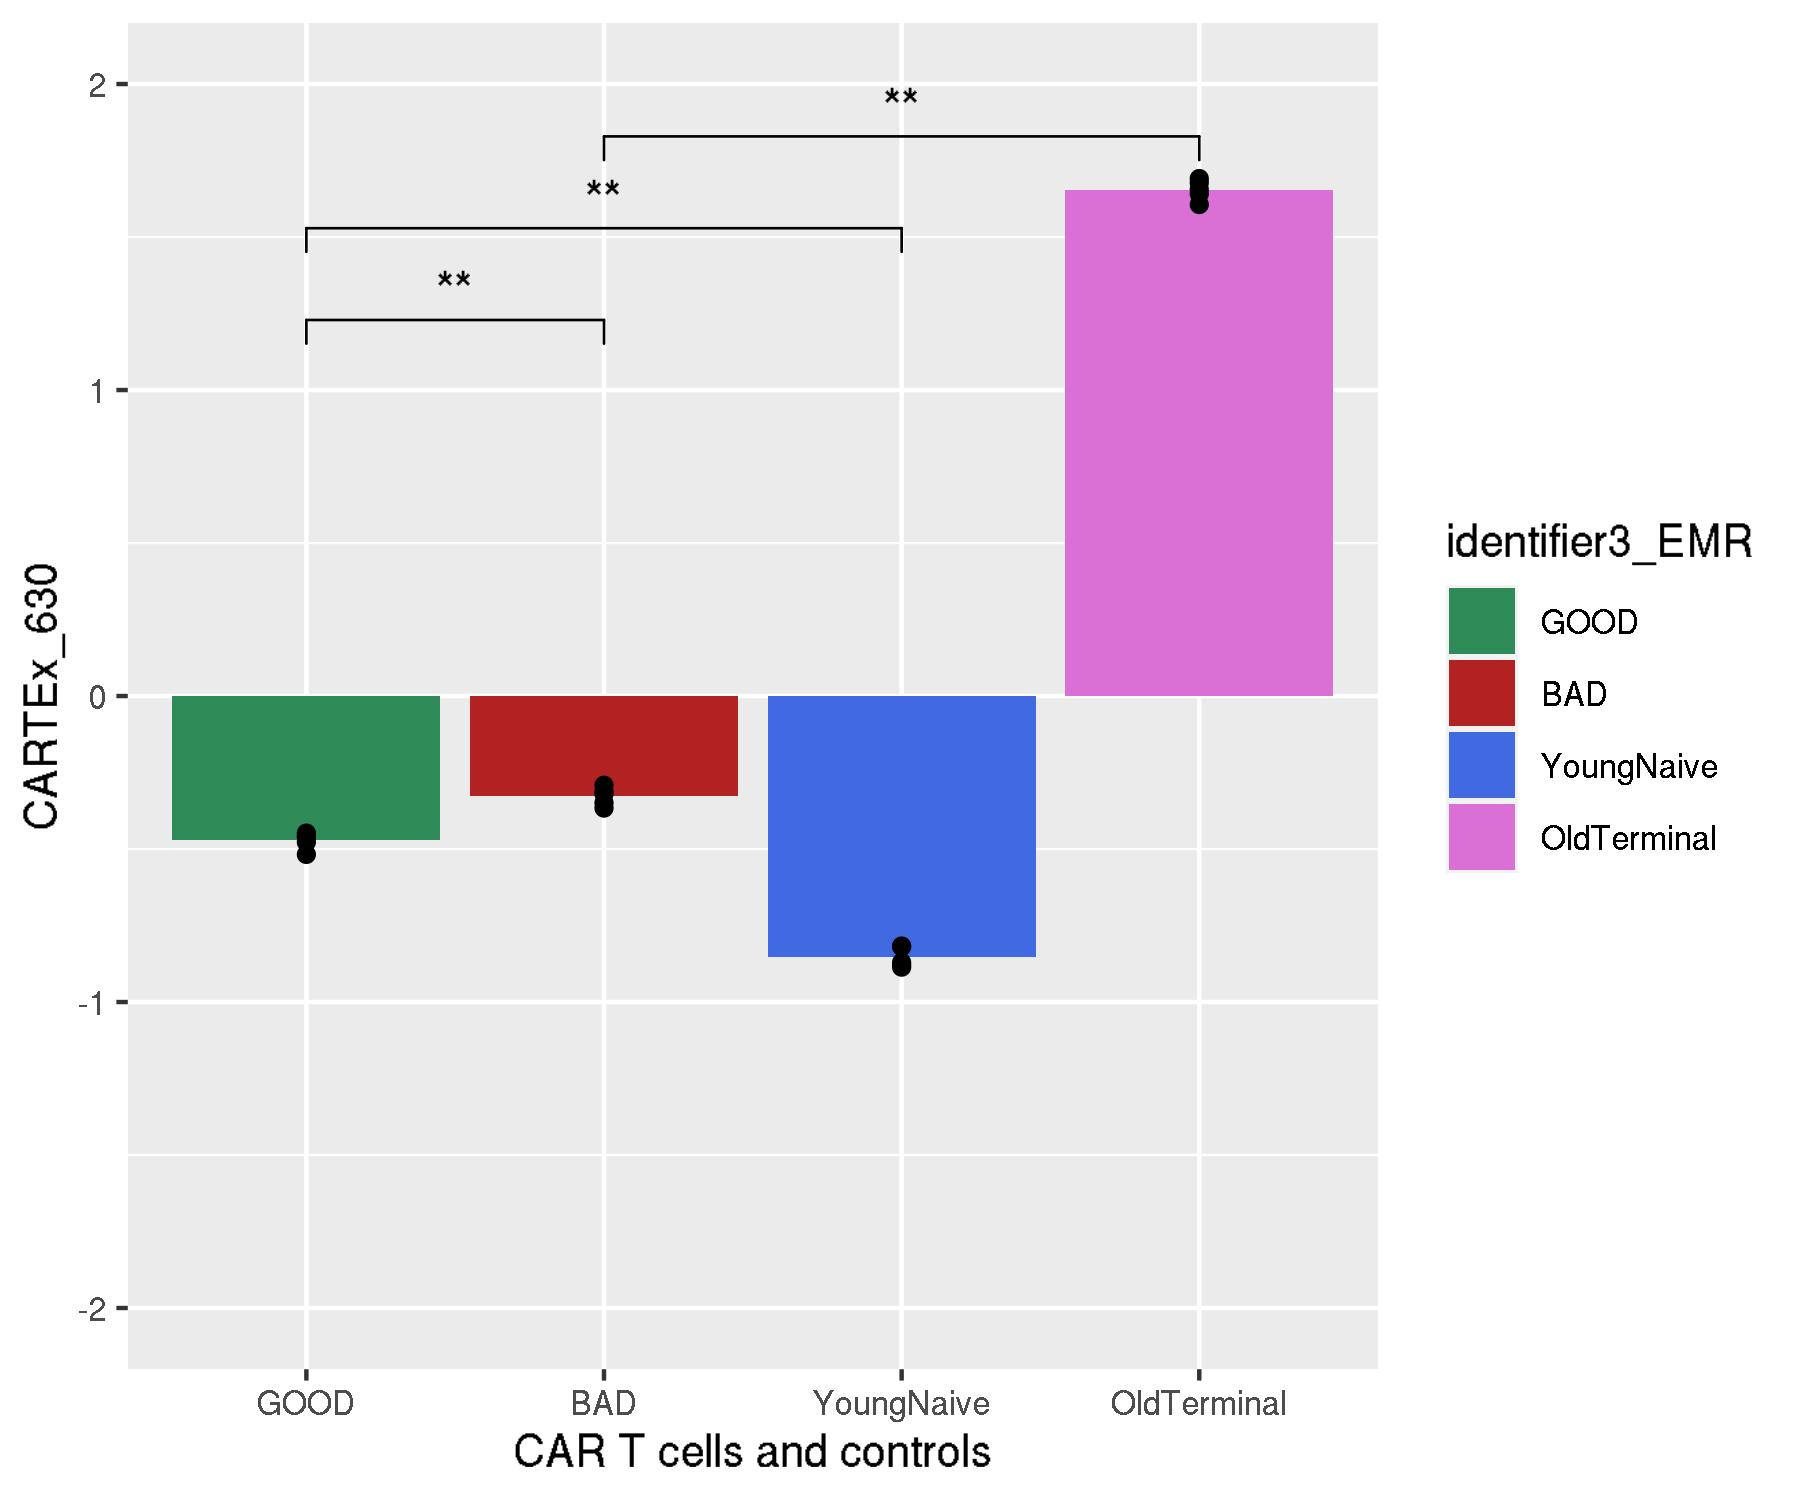 CARTEx_630
2
1
0
-1
-2
**
**
**
GOOD
BAD
YoungNaive
OldTerminal
CAR T cells and controls
identifier3_EMR
GOOD
BAD
YoungNaive
OldTerminal